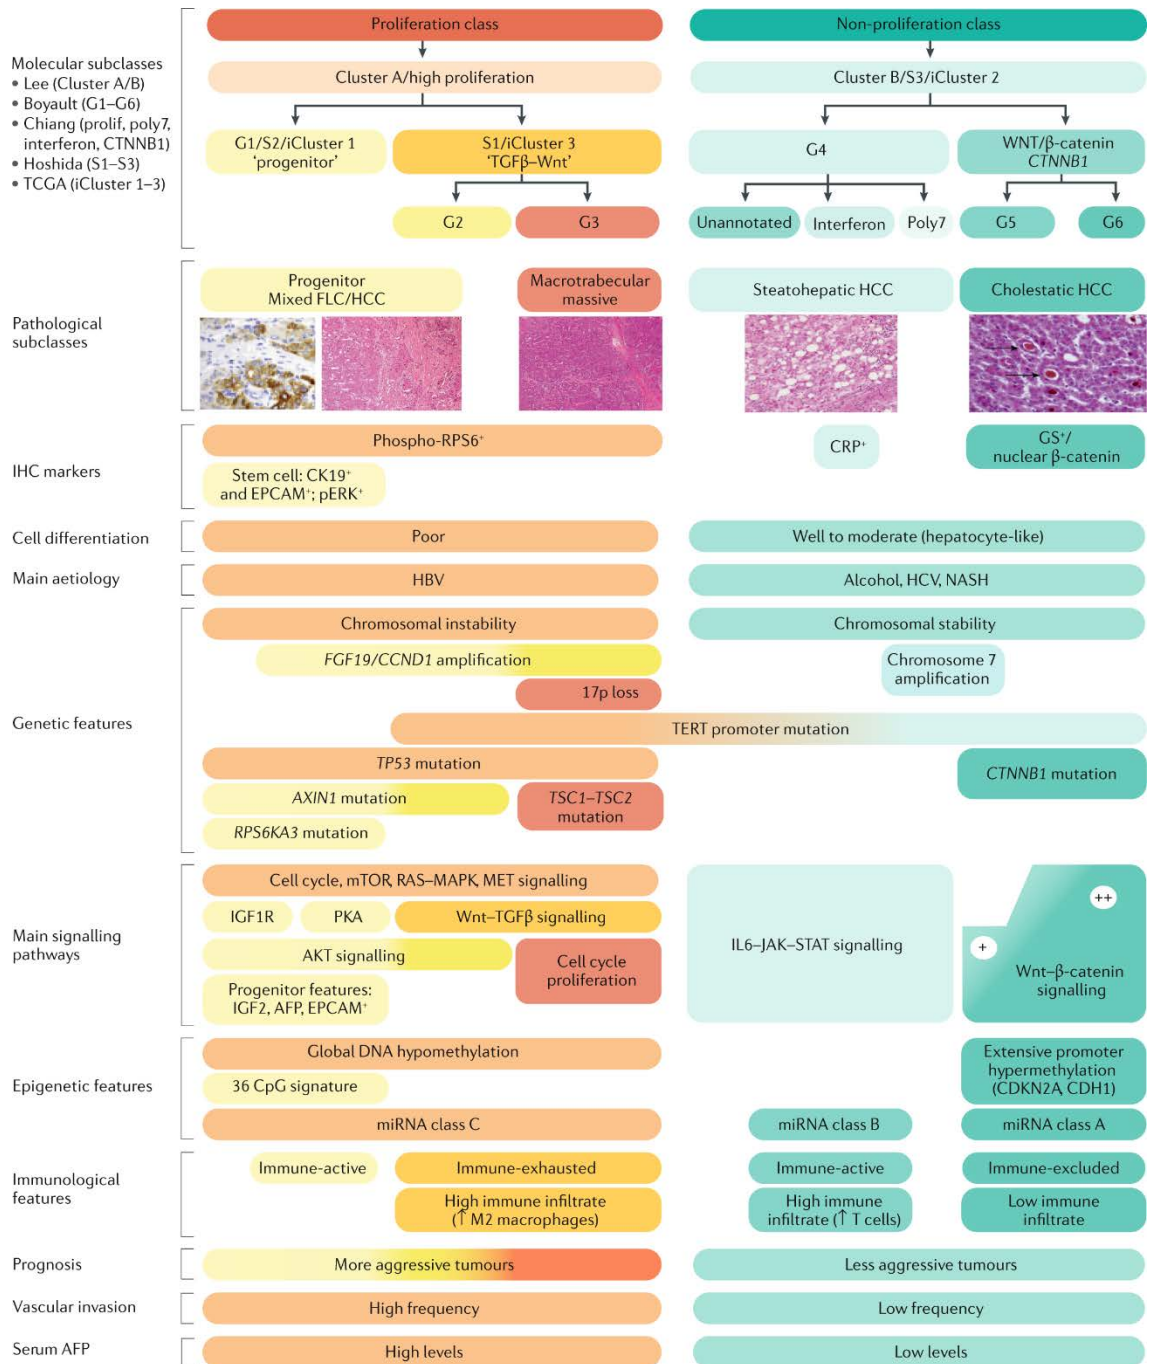 Proliferation class
Non-proliferation class
Molecular subclasses
• Lee (Cluster A/B)
• Boyault (G1–G6)
• Chiang (prolif, poly7,
interferon, CTNNB1)
• Hoshida (S1–S3)
• TCGA (iCluster 1–3)
Cluster A/high proliferation
Cluster B/S3/iCluster 2
G1/S2/iCluster 1
'progenitor'
S1/iCluster 3
'TGFβ–Wnt'
G4
WNT/β-catenin
CTNNB1
G2
G3
Unannotated
Interferon
Poly7
G5
G6
Pathological
subclasses
Progenitor
Mixed FLC/HCC
Macrotrabecular
massive
Steatohepatic HCC
Cholestatic HCC
IHC markers
Phospho-RPS6⁺
Stem cell: CK19⁺
and EPCAM⁺; pERK⁺
CRP⁺
GS⁺/
nuclear β-catenin
Cell differentiation
Poor
Well to moderate (hepatocyte-like)
Main aetiology
HBV
Alcohol, HCV, NASH
Genetic features
Chromosomal instability
Chromosomal stability
FGF19/CCND1 amplification
Chromosome 7
amplification
17p loss
TERT promoter mutation
TP53 mutation
CTNNB1 mutation
AXIN1 mutation
TSC1–TSC2
mutation
RPS6KA3 mutation
Main signalling
pathways
Cell cycle, mTOR, RAS–MAPK, MET signalling
IGF1R
PKA
Wnt–TGFβ signalling
AKT signalling
Cell cycle
proliferation
Progenitor features:
IGF2, AFP, EPCAM⁺
IL6–JAK–STAT signalling
++
+
Wnt–β-catenin
signalling
Epigenetic features
Global DNA hypomethylation
Extensive promoter
hypermethylation
(CDKN2A, CDH1)
36 CpG signature
miRNA class C
miRNA class B
miRNA class A
Immunological
features
Immune-active
Immune-exhausted
Immune-active
Immune-excluded
High immune infiltrate
(↑ M2 macrophages)
High immune
infiltrate (↑ T cells)
Low immune
infiltrate
Prognosis
More aggressive tumours
Less aggressive tumours
Vascular invasion
High frequency
Low frequency
Serum AFP
High levels
Low levels